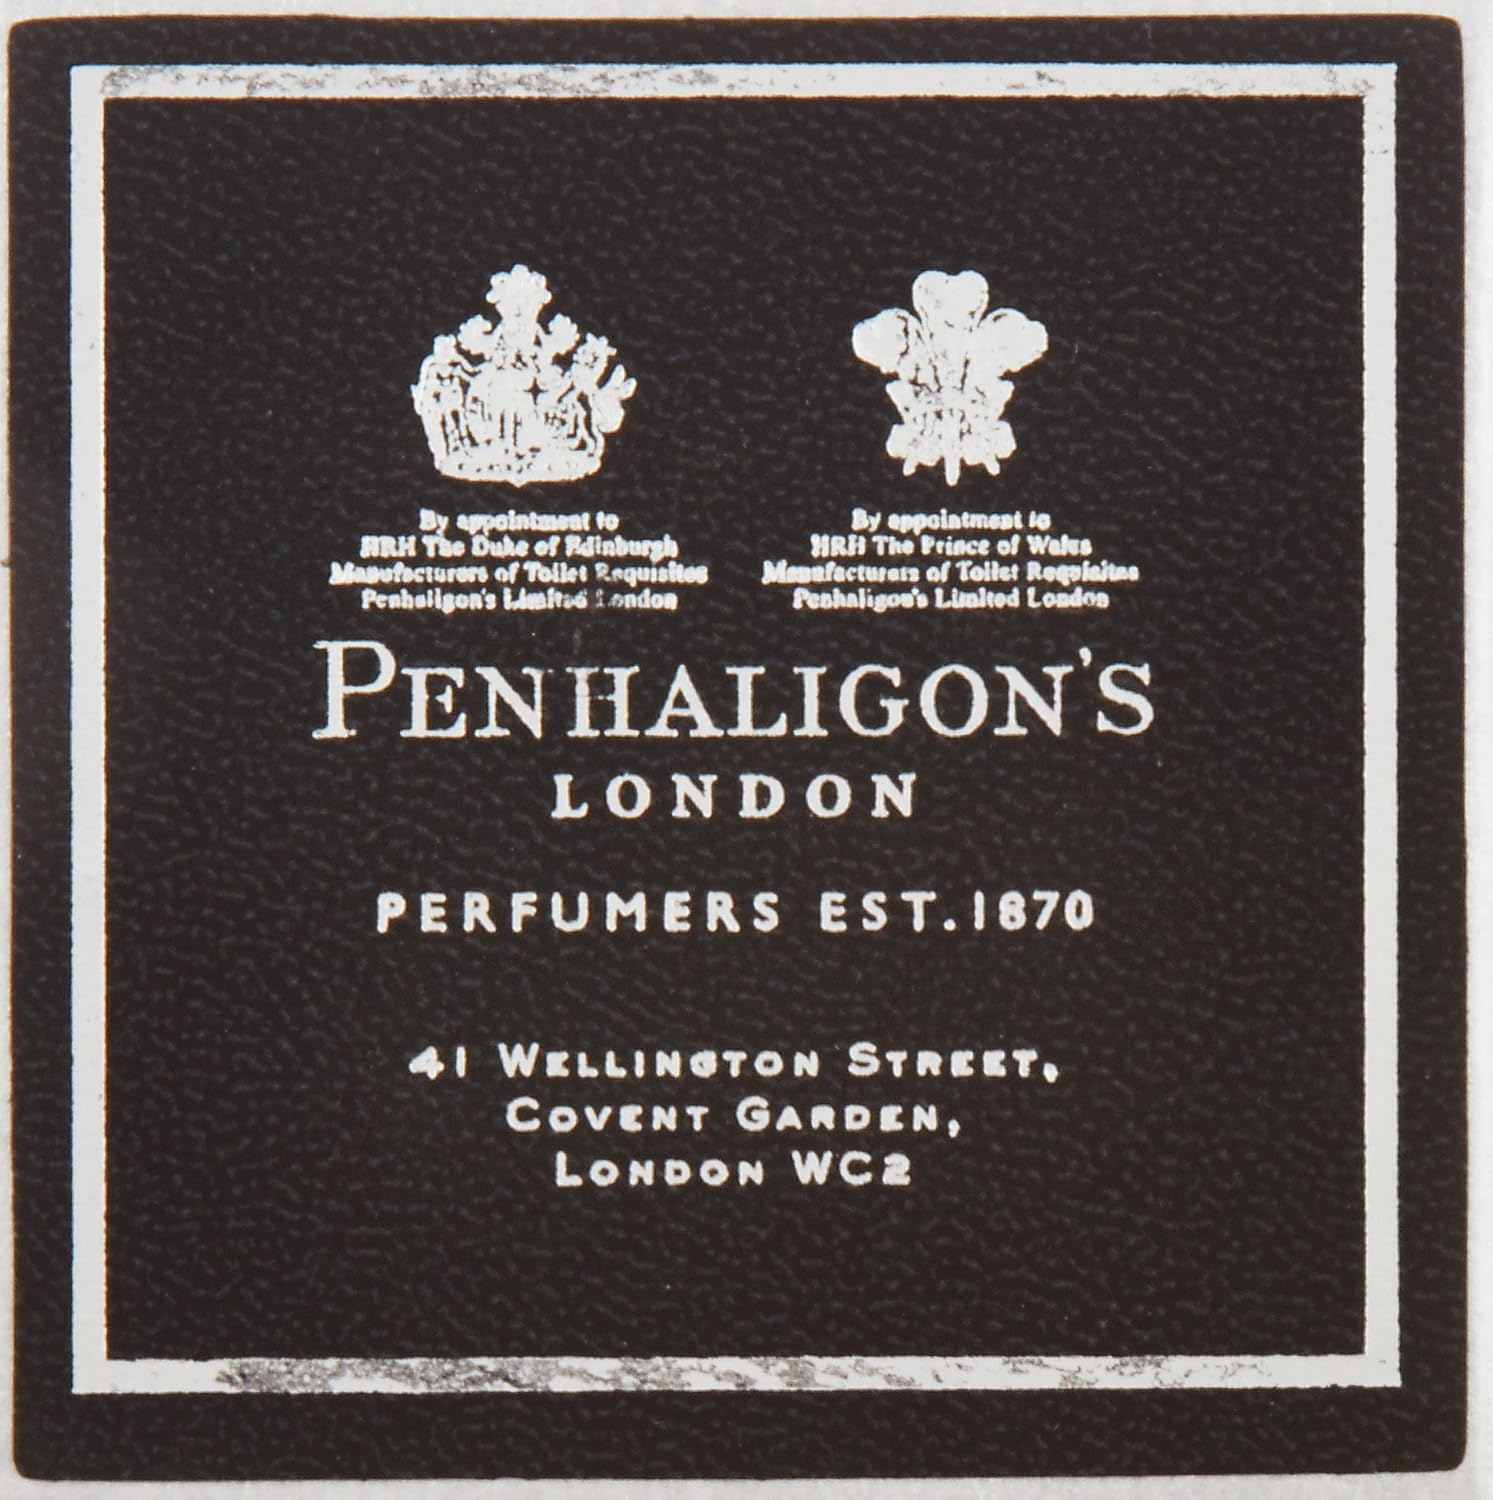 By appointment to
HRH The Duke of Edinburgh
Manufacturers of Toilet Requisites
Penhaligon's Limited London
By appointment to
HRH The Prince of Wales
Manufacturers of Toilet Requisites
Penhaligon's Limited London
PENHALIGON'S
LONDON
PERFUMERS EST.1870
41 WELLINGTON STREET,
COVENT GARDEN,
LONDON WC2